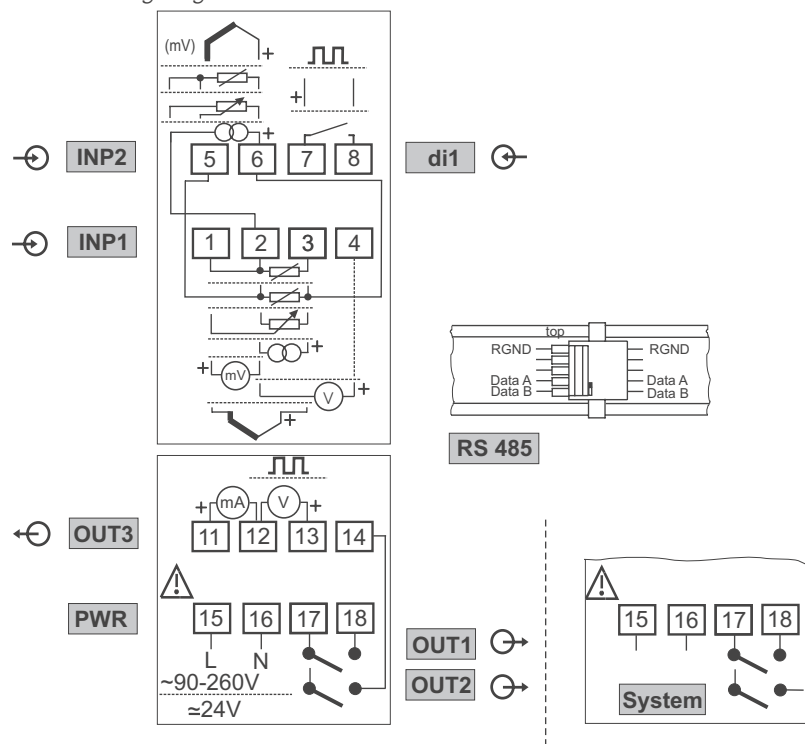 (mV)
+
+
+
INP2
5 6 7 8
di1
INP1
1 2 3 4
+
+
mV
+
V
+
top
RGND RGND
Data A Data A
Data B Data B
RS 485
+ mA V +
OUT3
11 12 13 14
PWR
15 16 17 18
L N
~90-260V
≃24V
OUT1
OUT2
15 16 17 18
System